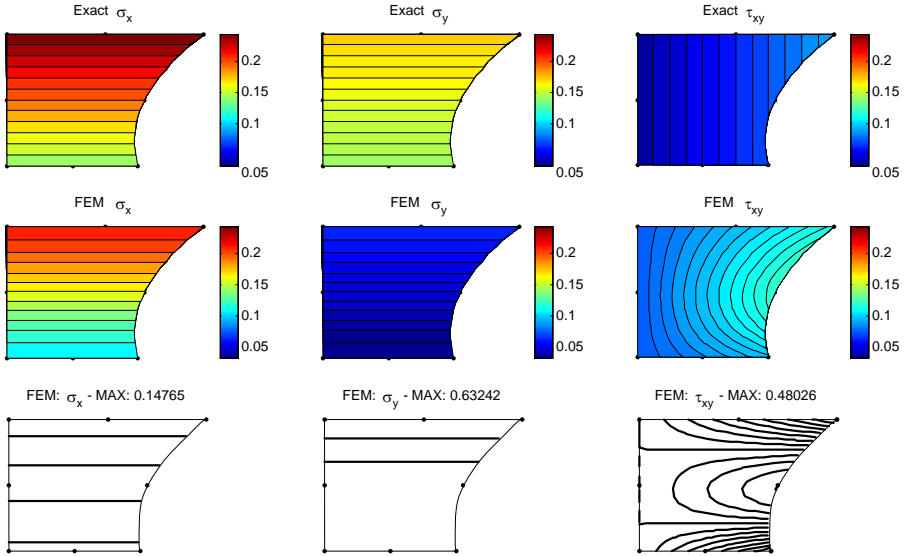 Exact σx Exact σy Exact τxy
0.2 0.2 0.2
0.15 0.15 0.15
0.1 0.1 0.1
0.05 0.05 0.05
FEM σx FEM σy FEM τxy
0.2 0.2 0.2
0.15 0.15 0.15
0.1 0.1 0.1
0.05 0.05 0.05
FEM: σx - MAX: 0.14765 FEM: σy - MAX: 0.63242 FEM: τxy - MAX: 0.48026